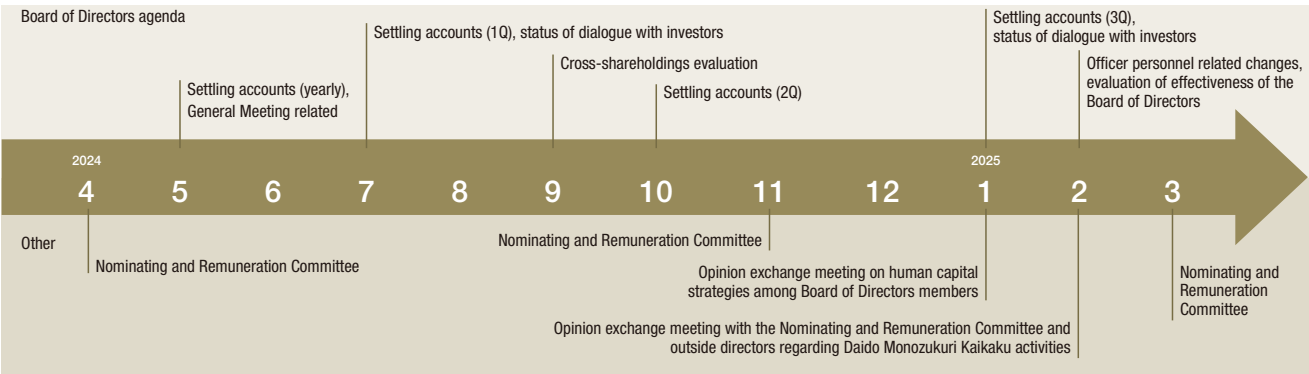 Board of Directors agenda
Settling accounts (yearly),
General Meeting related
Settling accounts (1Q), status of dialogue with investors
Cross-shareholdings evaluation
Settling accounts (2Q)
Settling accounts (3Q),
status of dialogue with investors
Officer personnel related changes,
evaluation of effectiveness of the
Board of Directors
2024
2025
4 5 6 7 8 9 10 11 12 1 2 3
Other
Nominating and Remuneration Committee
Nominating and Remuneration Committee
Opinion exchange meeting on human capital
strategies among Board of Directors members
Opinion exchange meeting with the Nominating and Remuneration Committee and
outside directors regarding Daido Monozukuri Kaikaku activities
Nominating and
Remuneration
Committee